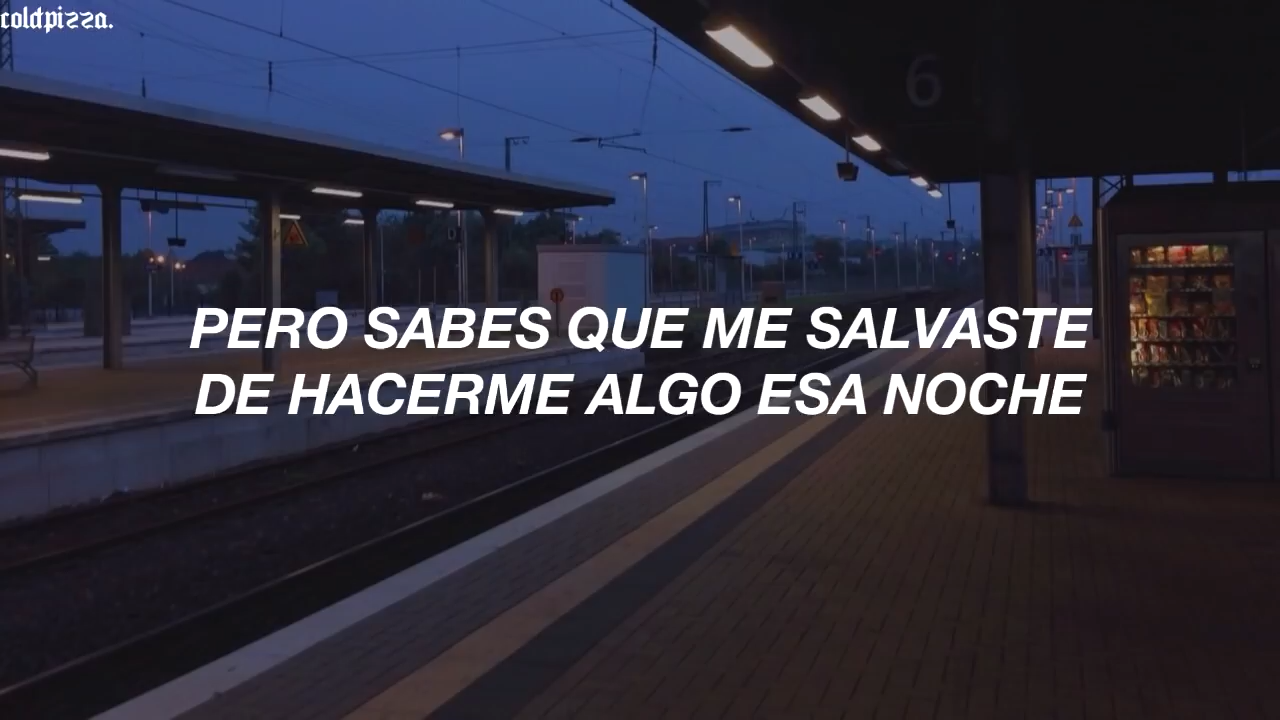 coldpizza.
6
PERO SABES QUE ME SALVASTE
DE HACERME ALGO ESA NOCHE